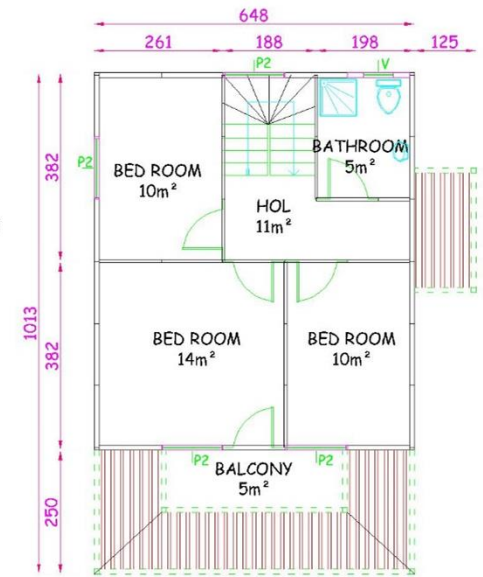 648
261 188 198 125
P2 V
382
P2
BED ROOM
10m²
BATHROOM
5m²
HOL
11m²
1013
382
BED ROOM
14m²
BED ROOM
10m²
P2 P2
BALCONY
5m²
250